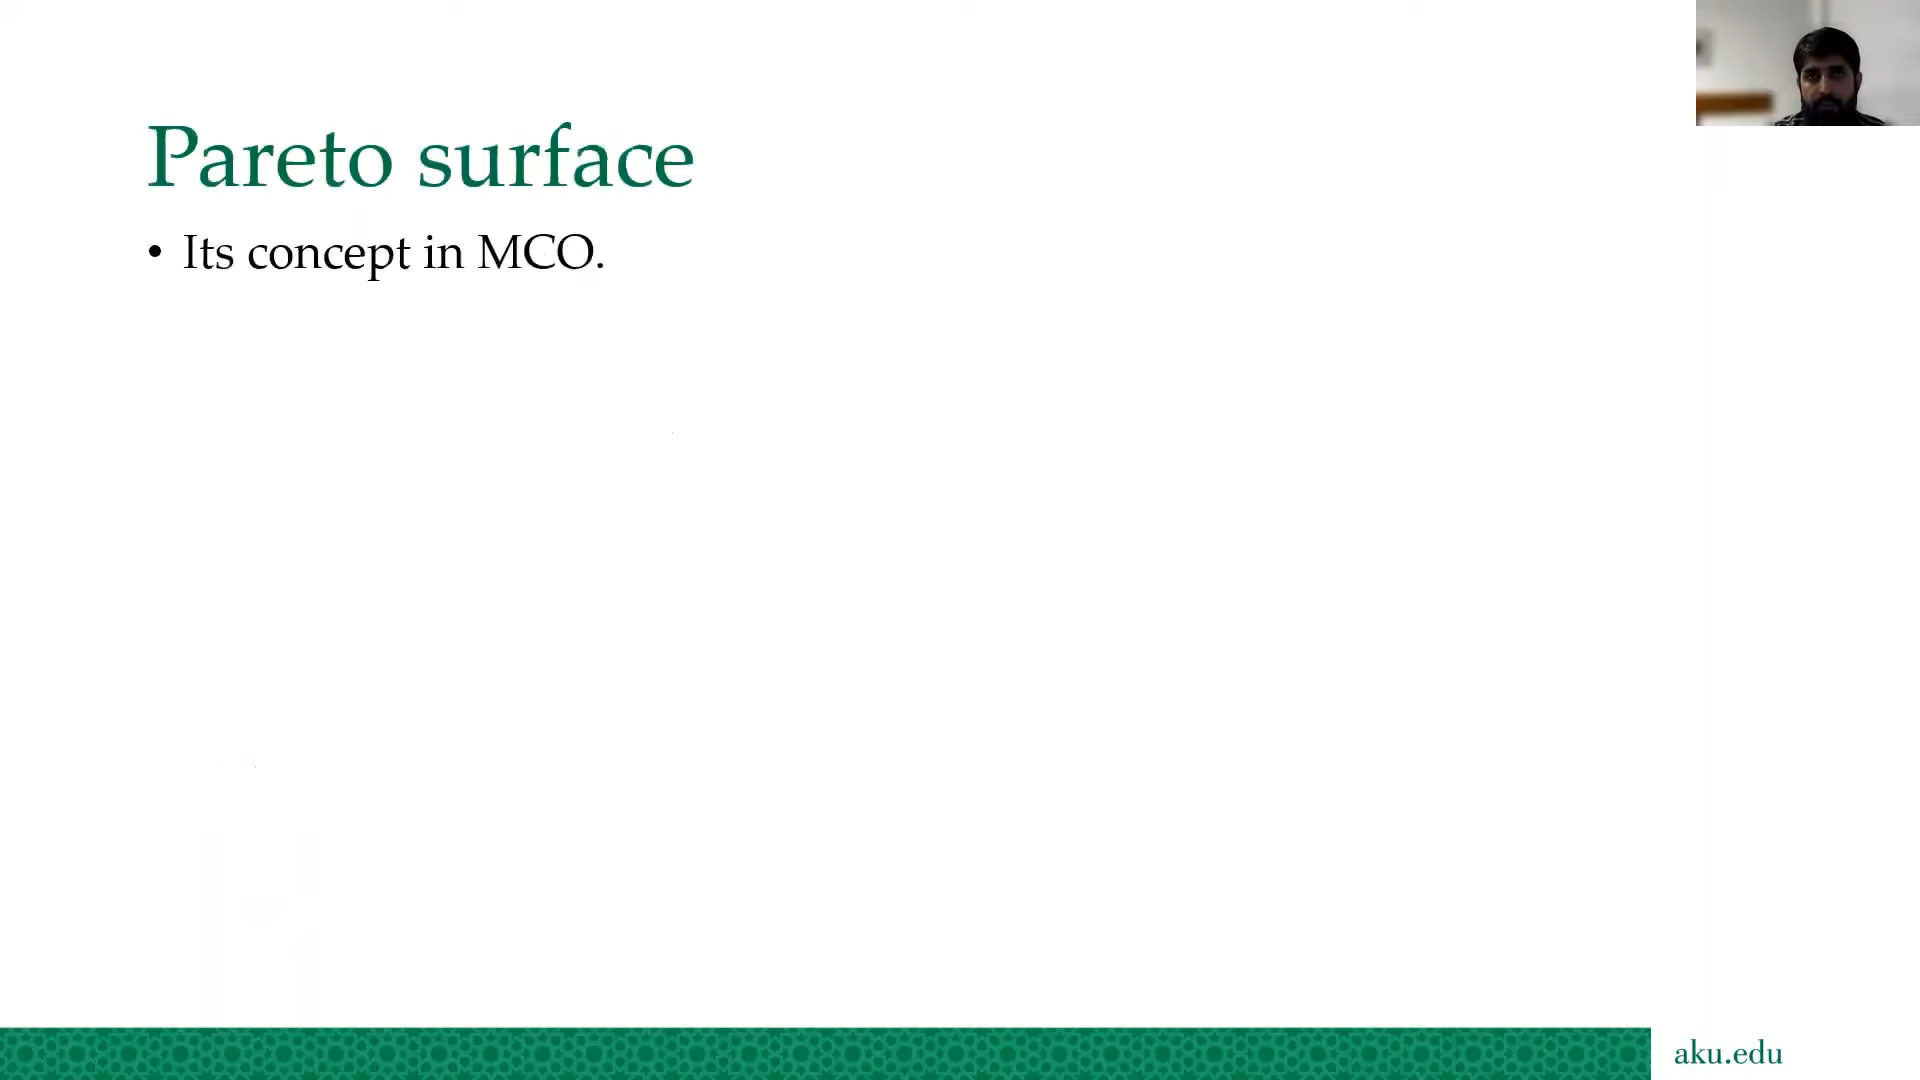 Pareto surface
• Its concept in MCO.
aku.edu